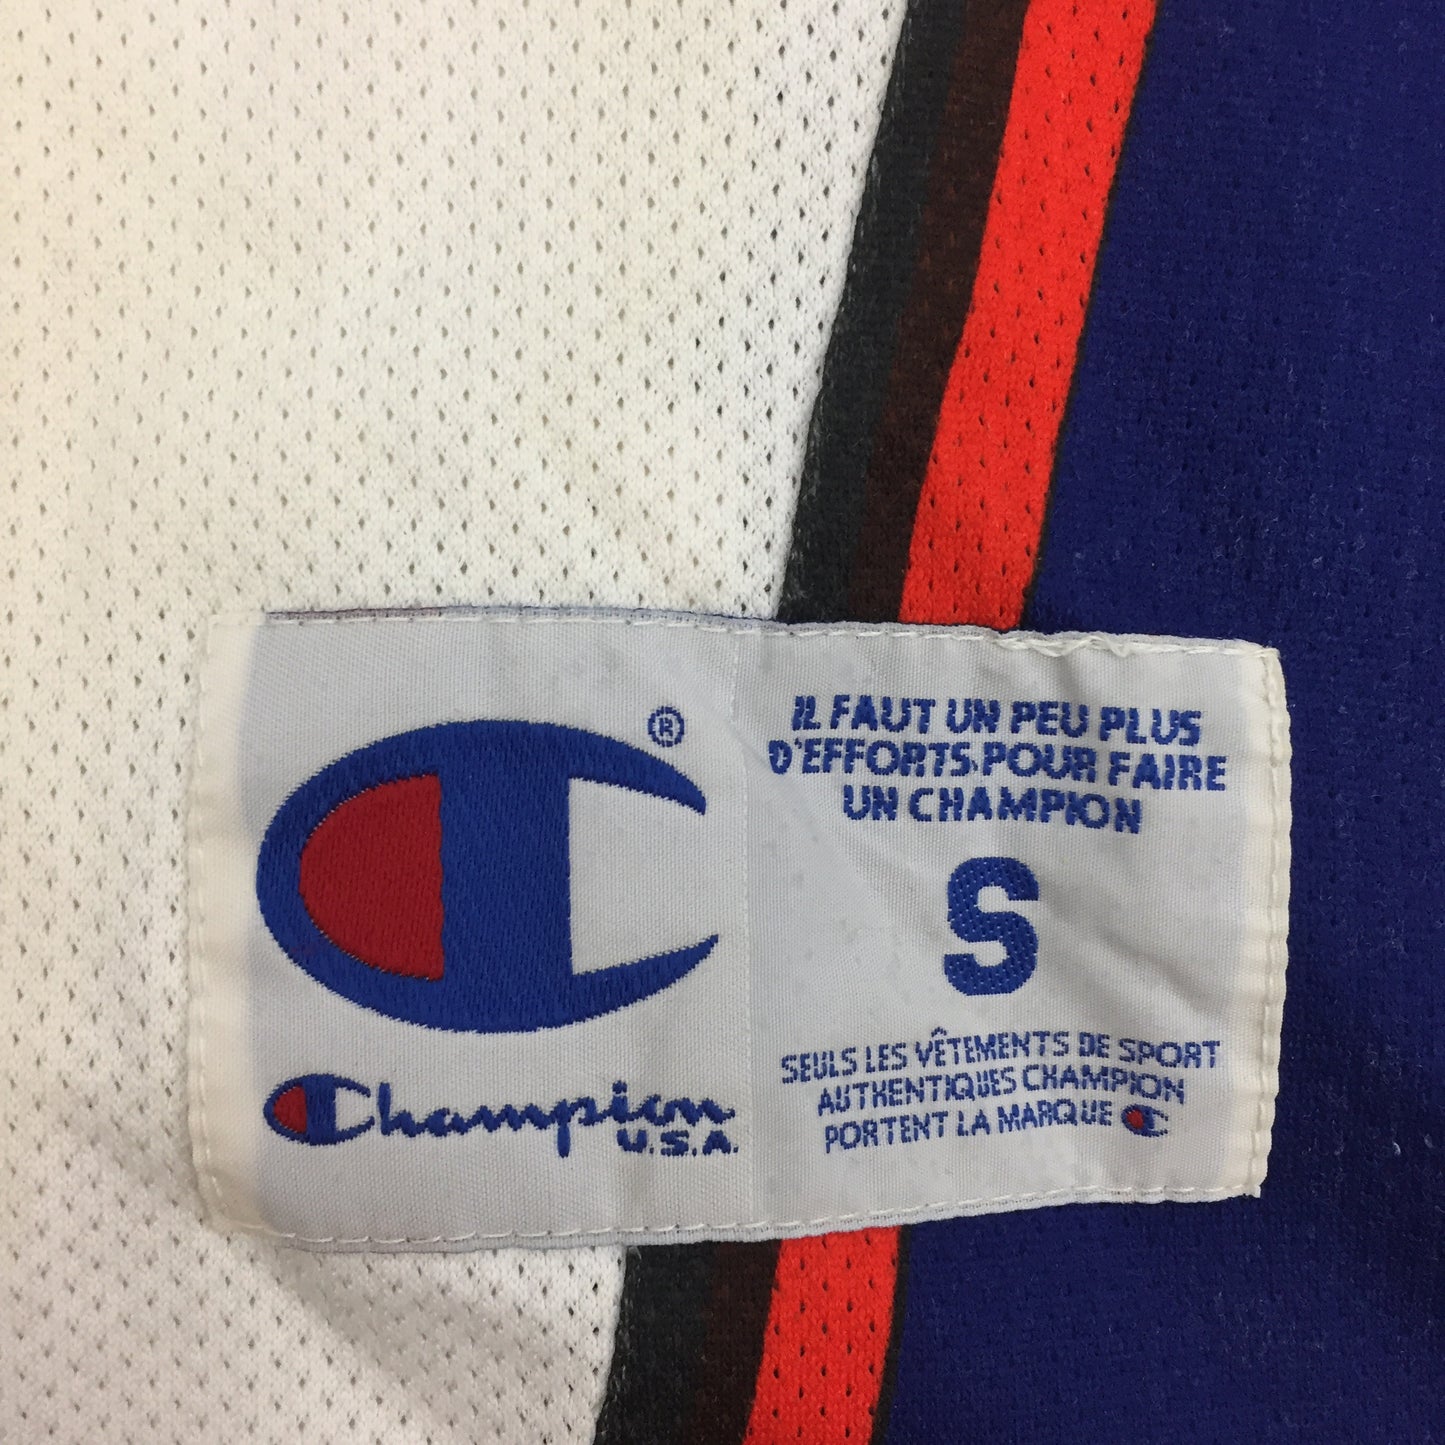 ®
Champion
U.S.A.
IL FAUT UN PEU PLUS
D'EFFORTS POUR FAIRE
UN CHAMPION
S
SEULS LES VÊTEMENTS DE SPORT
AUTHENTIQUES CHAMPION
PORTENT LA MARQUE